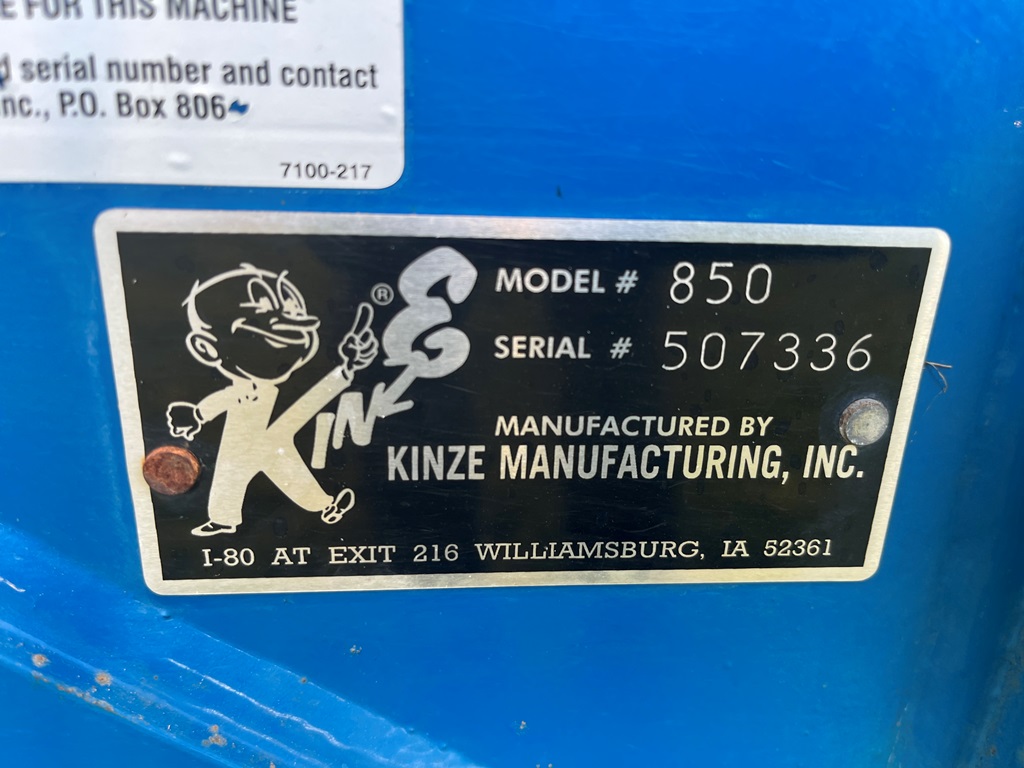 E FOR THIS MACHINE
d serial number and contact
nc., P.O. Box 806
7100-217
KINZE ®
MODEL # 850
SERIAL # 507336
MANUFACTURED BY
KINZE MANUFACTURING, INC.
I-80 AT EXIT 216 WILLIAMSBURG, IA 52361